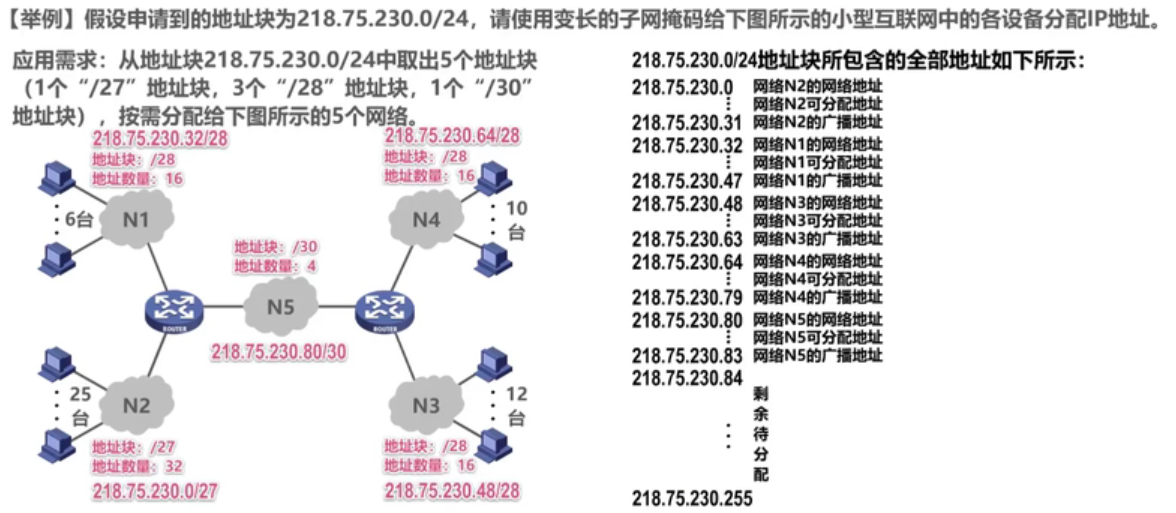 【举例】假设申请到的地址块为218.75.230.0/24，请使用变长的子网掩码给下图所示的小型互联网中的各设备分配IP地址。
应用需求：从地址块218.75.230.0/24中取出5个地址块
（1个“/27”地址块，3个“/28”地址块，1个“/30”
地址块），按需分配给下图所示的5个网络。
218.75.230.32/28
地址块：/28
地址数量：16
6台
N1
218.75.230.64/28
地址块：/28
地址数量：16
N4
10
台
地址块：/30
地址数量：4
N5
ROUTER
ROUTER
218.75.230.80/30
25
台
N2
地址块：/27
地址数量：32
218.75.230.0/27
N3
12
台
地址块：/28
地址数量：16
218.75.230.48/28
218.75.230.0/24地址块所包含的全部地址如下所示：
218.75.230.0 网络N2的网络地址
网络N2可分配地址
218.75.230.31 网络N2的广播地址
218.75.230.32 网络N1的网络地址
网络N1可分配地址
218.75.230.47 网络N1的广播地址
218.75.230.48 网络N3的网络地址
网络N3可分配地址
218.75.230.63 网络N3的广播地址
218.75.230.64 网络N4的网络地址
网络N4可分配地址
218.75.230.79 网络N4的广播地址
218.75.230.80 网络N5的网络地址
网络N5可分配地址
218.75.230.83 网络N5的广播地址
218.75.230.84
剩
余
待
分
配
218.75.230.255